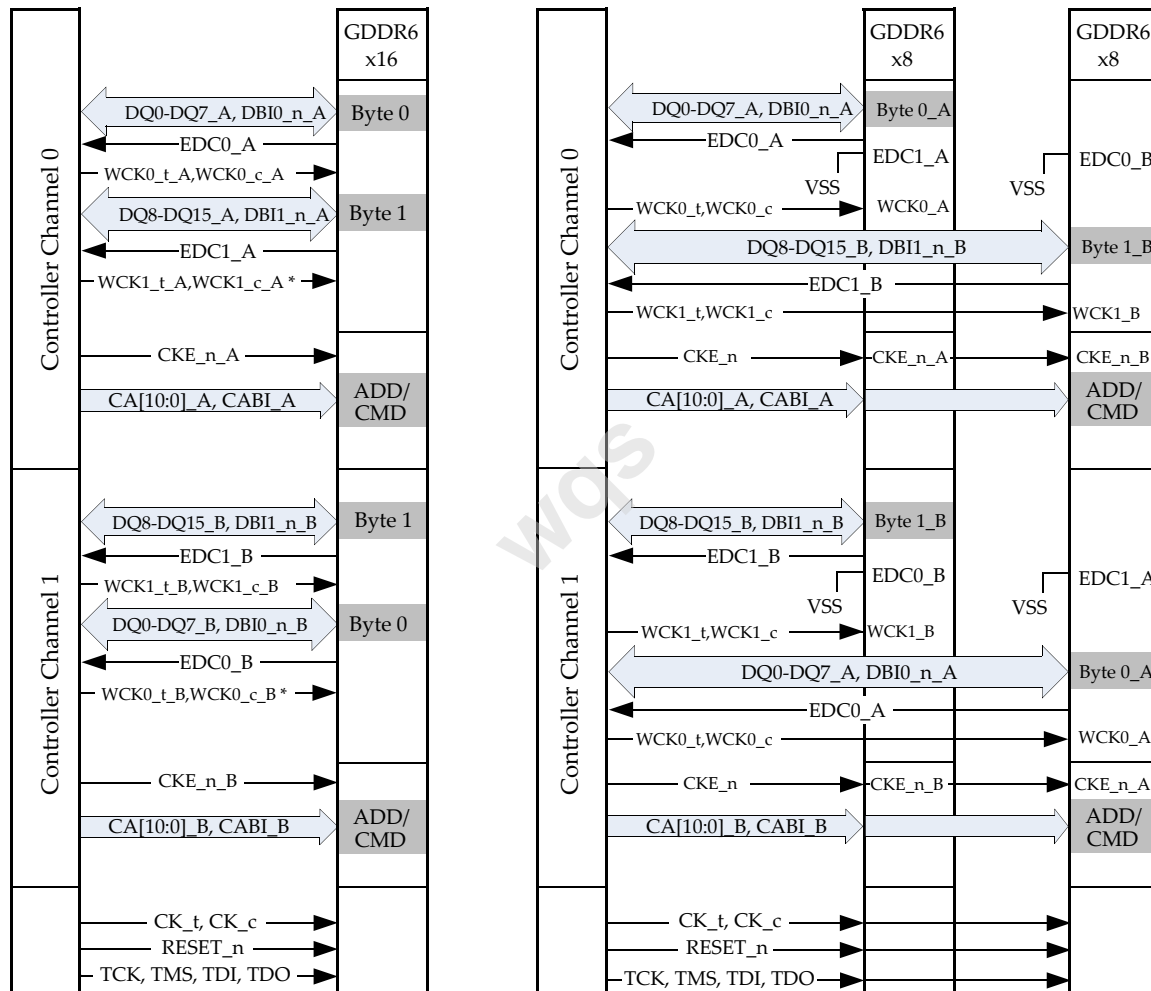 GDDR6
x16
Controller Channel 0
DQ0-DQ7_A, DBI0_n_A
Byte 0
EDC0_A
WCK0_t_A,WCK0_c_A
DQ8-DQ15_A, DBI1_n_A
Byte 1
EDC1_A
WCK1_t_A,WCK1_c_A *
CKE_n_A
CA[10:0]_A, CABI_A
ADD/
CMD
Controller Channel 1
DQ8-DQ15_B, DBI1_n_B
Byte 1
EDC1_B
WCK1_t_B,WCK1_c_B
DQ0-DQ7_B, DBI0_n_B
Byte 0
EDC0_B
WCK0_t_B,WCK0_c_B *
CKE_n_B
CA[10:0]_B, CABI_B
ADD/
CMD
CK_t, CK_c
RESET_n
TCK, TMS, TDI, TDO
GDDR6
x8
GDDR6
x8
Controller Channel 0
DQ0-DQ7_A, DBI0_n_A
Byte 0_A
EDC0_A
VSS
EDC1_A
VSS
EDC0_B
WCK0_t,WCK0_c
WCK0_A
DQ8-DQ15_B, DBI1_n_B
Byte 1_B
EDC1_B
WCK1_t,WCK1_c
WCK1_B
CKE_n
CKE_n_A
CKE_n_B
CA[10:0]_A, CABI_A
ADD/
CMD
wqs
Controller Channel 1
DQ8-DQ15_B, DBI1_n_B
Byte 1_B
EDC1_B
VSS
EDC0_B
VSS
EDC1_A
WCK1_t,WCK1_c
WCK1_B
DQ0-DQ7_A, DBI0_n_A
Byte 0_A
EDC0_A
WCK0_t,WCK0_c
WCK0_A
CKE_n
CKE_n_B
CKE_n_A
CA[10:0]_B, CABI_B
ADD/
CMD
CK_t, CK_c
RESET_n
TCK, TMS, TDI, TDO